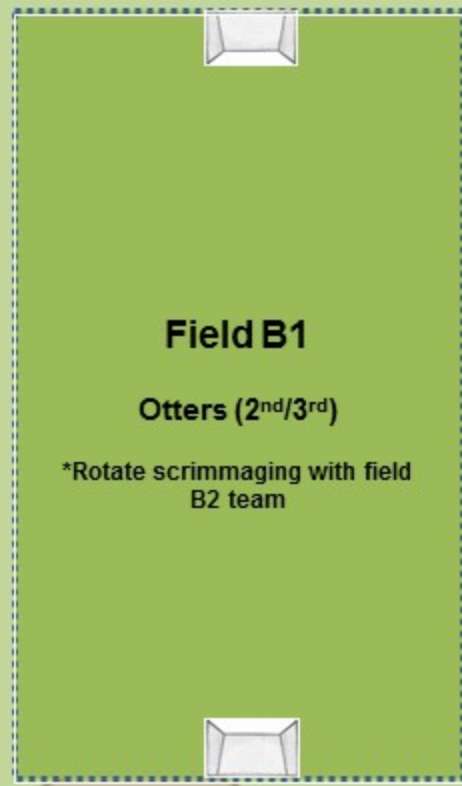 Field B1
Otters (2nd/3rd)
*Rotate scrimmaging with field
B2 team